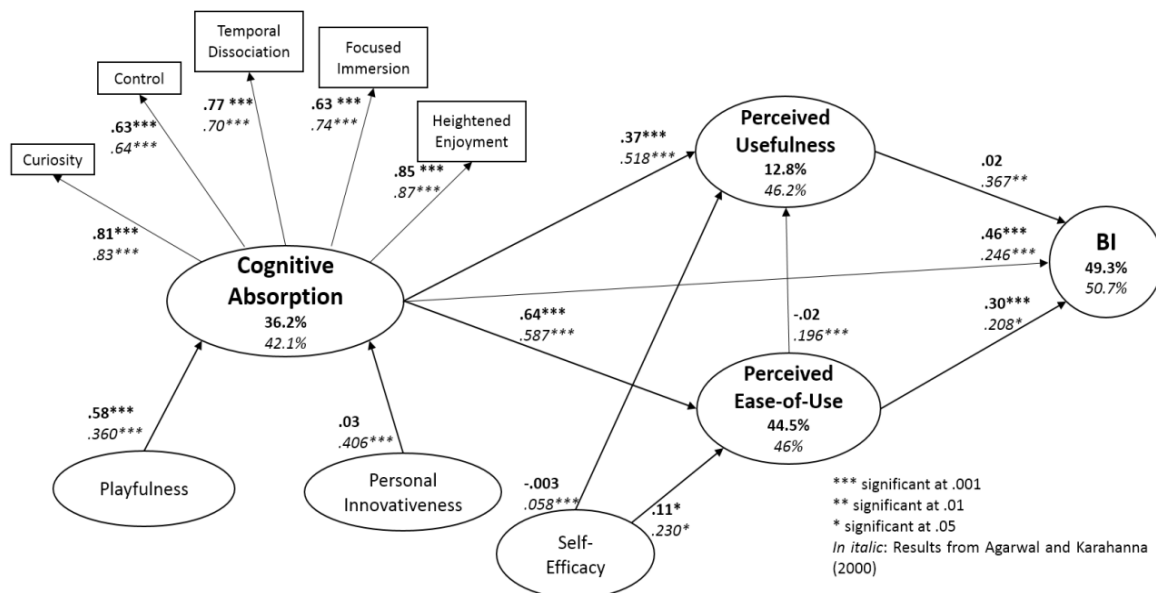 Temporal
Dissociation
Focused
Immersion
Control
Heightened
Enjoyment
Curiosity
.77 ***
.70***
.63 ***
.74***
.63***
.64***
.85 ***
.87***
.81***
.83***
Cognitive
Absorption
36.2%
42.1%
.37***
.518***
Perceived
Usefulness
12.8%
46.2%
.02
.367**
.46***
.246***
BI
49.3%
50.7%
.64***
.587***
-.02
.196***
.30***
.208*
Perceived
Ease-of-Use
44.5%
46%
.58***
.360***
.03
.406***
Playfulness
Personal
Innovativeness
-.003
.058***
.11*
.230*
Self-
Efficacy
*** significant at .001
** significant at .01
* significant at .05
In italic: Results from Agarwal and Karahanna
(2000)